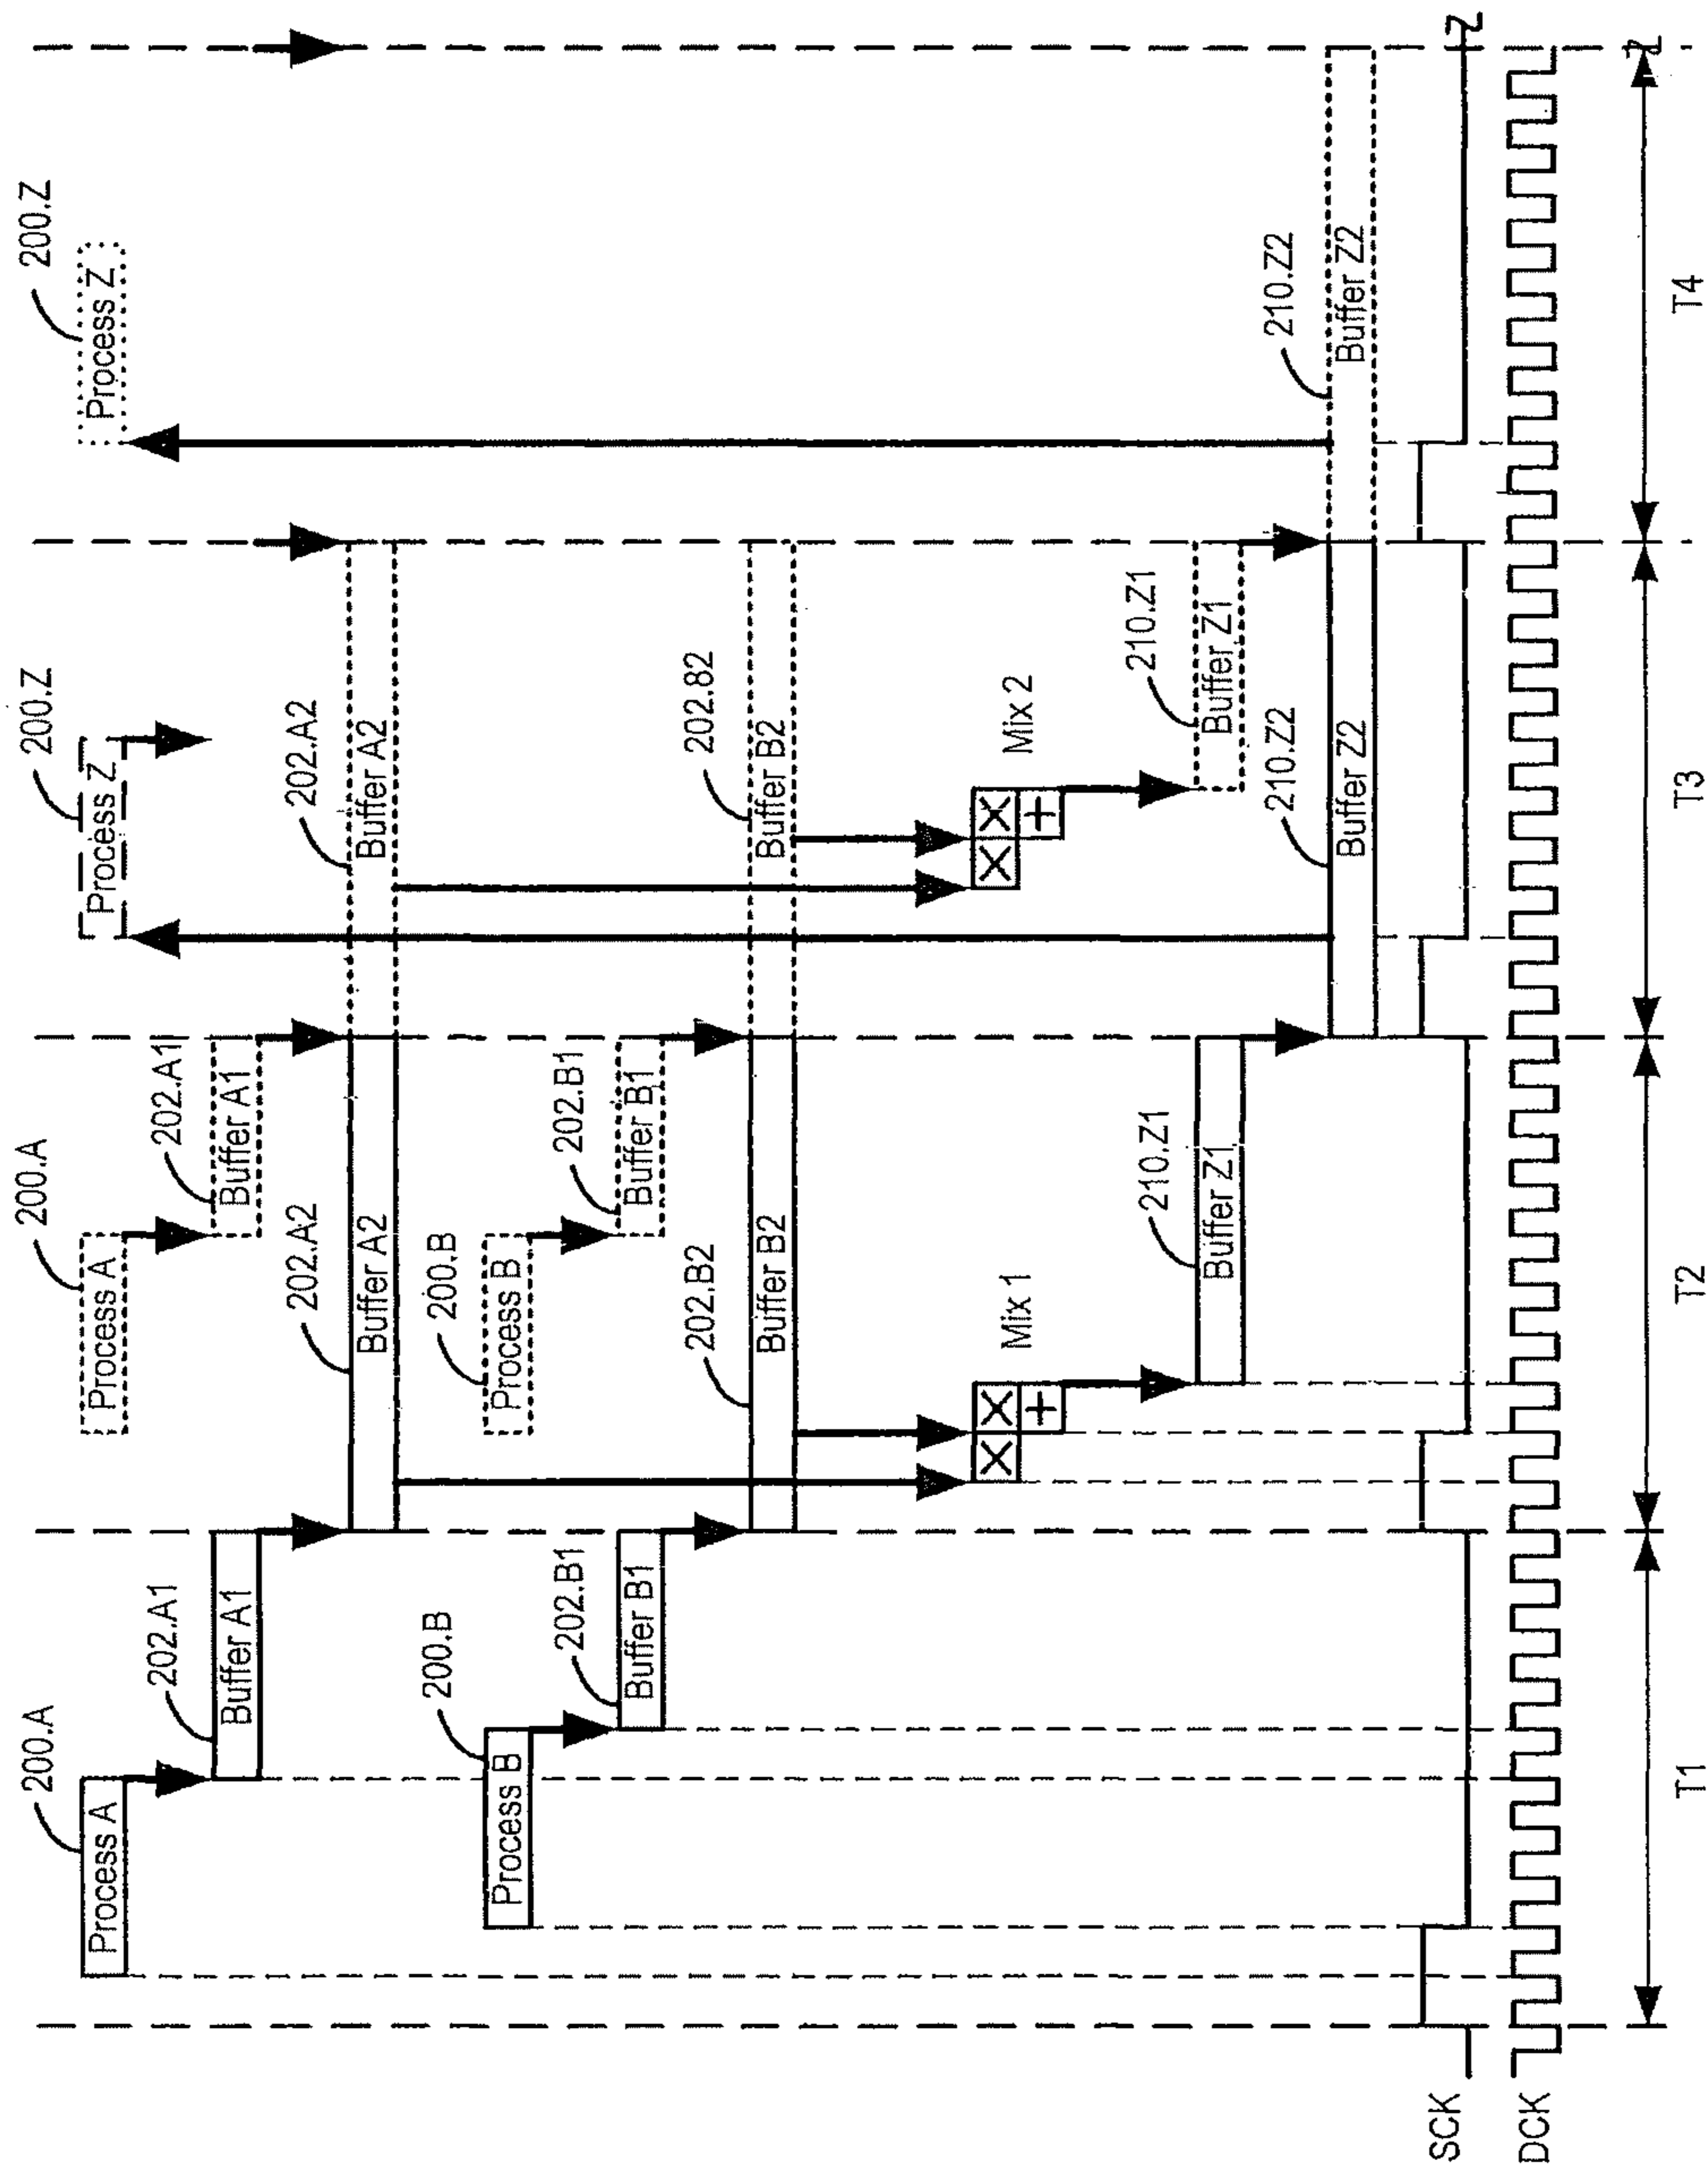 200.A
200.A
200.Z
200.Z
Process A
Process A
Process Z
Process Z
202.A1
202.A1
Buffer A1
Buffer A1
202.A2
202.A2
Buffer A2
Buffer A2
200.B
200.B
Process B
Process B
202.B1
202.B1
Buffer B1
Buffer B1
202.B2
202.82
Buffer B2
Buffer B2
Mix 1
Mix 2
210.Z1
210.Z1
Buffer Z1
Buffer Z1
210.Z2
210.Z2
Buffer Z2
Buffer Z2
SCK
DCK
T1
T2
T3
T4